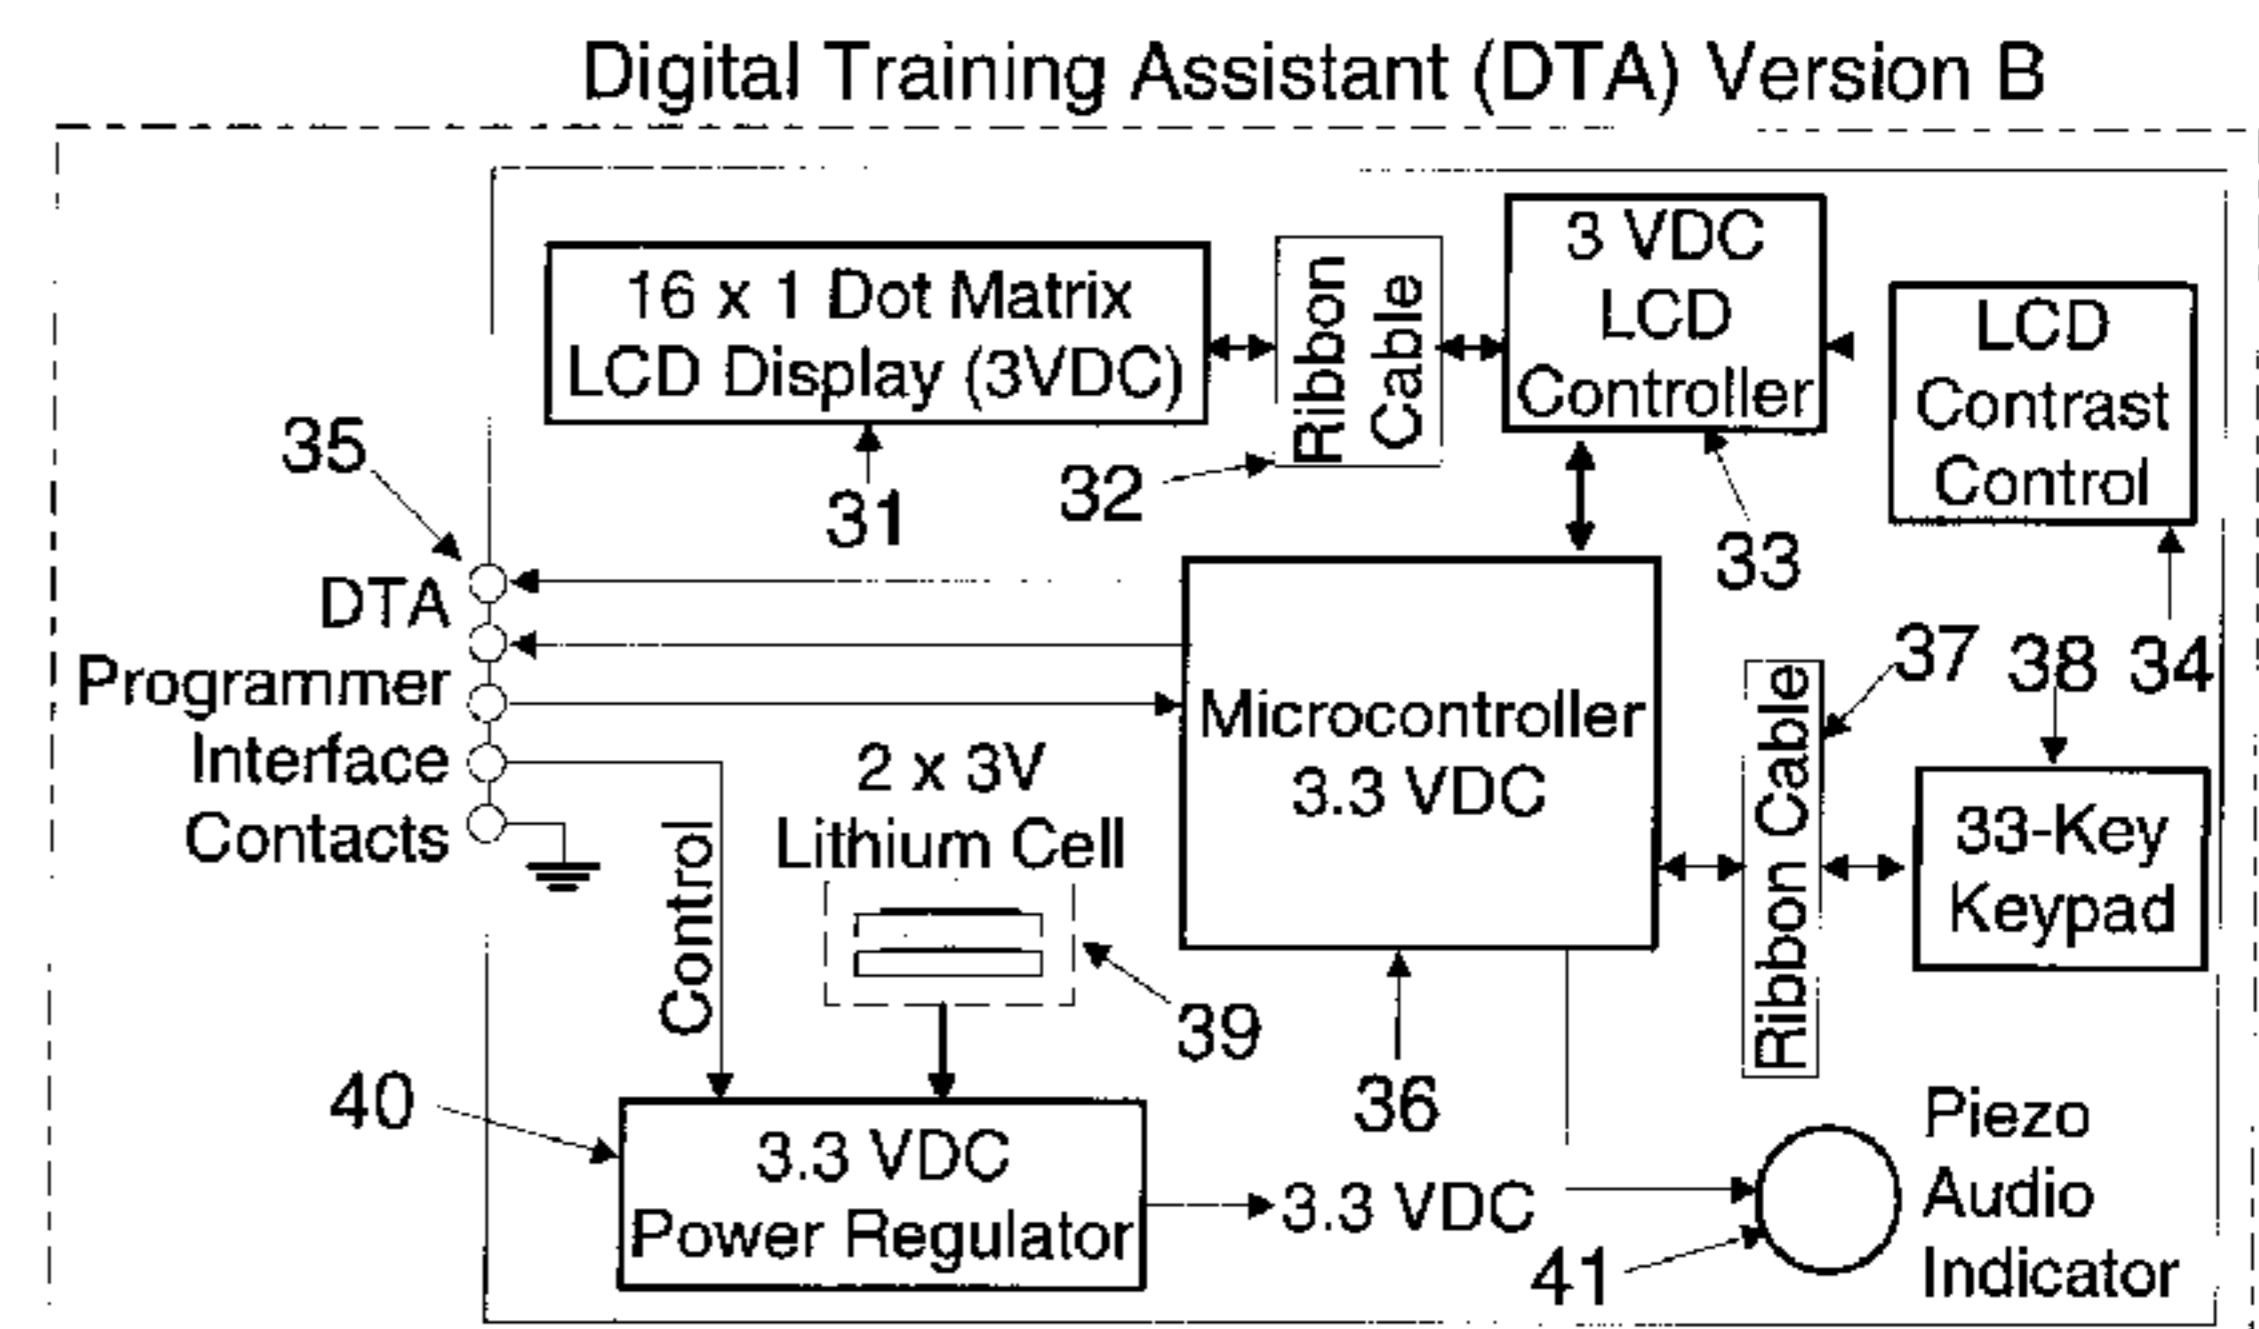 Digital Training Assistant (DTA) Version B
16 x 1 Dot Matrix
LCD Display (3VDC)
31
Ribbon
Cable
32
3 VDC
LCD
Controller
33
LCD
Contrast
Control
34
35
DTA
Programmer
Interface
Contacts
Microcontroller
3.3 VDC
36
Ribbon Cable
37
38
33-Key
Keypad
Control
2 x 3V
Lithium Cell
39
40
3.3 VDC
Power Regulator
3.3 VDC
41
Piezo
Audio
Indicator